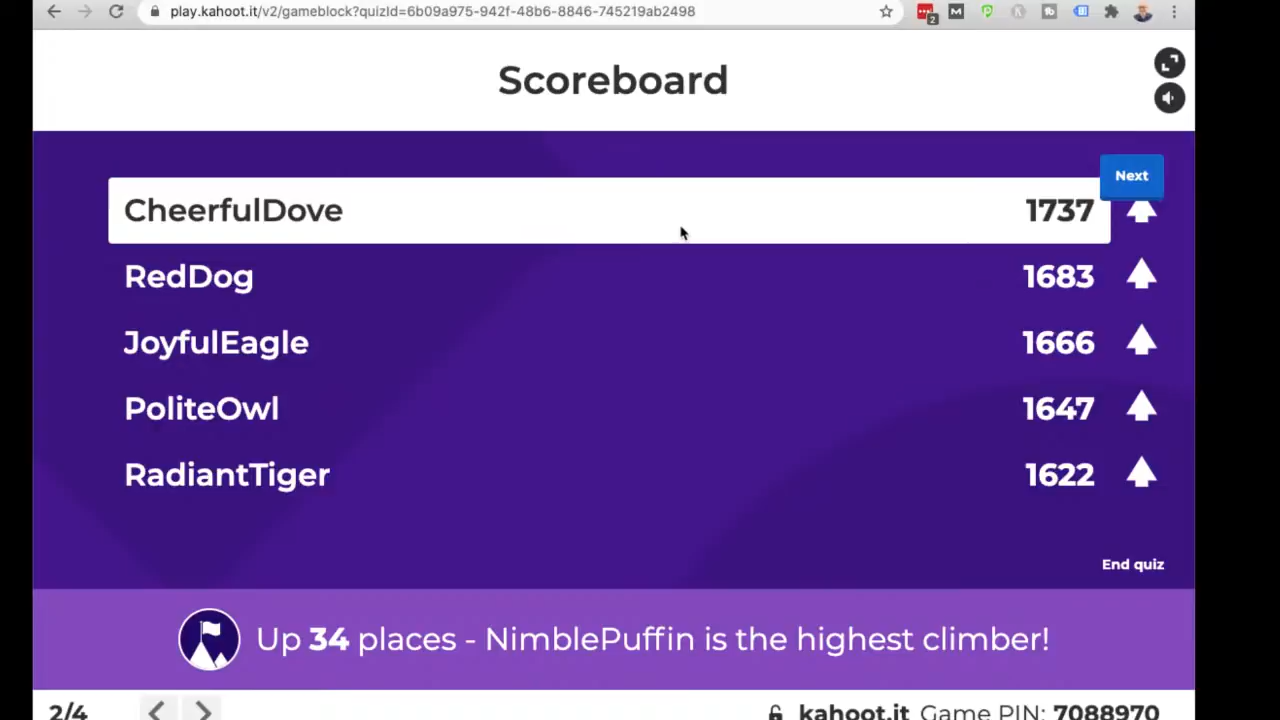 play.kahoot.it/v2/gameblock?quizId=6b09a975-942f-48b6-8846-745219ab2498
2
Scoreboard
Next
CheerfulDove 1737
RedDog 1683
JoyfulEagle 1666
PoliteOwl 1647
RadiantTiger 1622
End quiz
Up 34 places - NimblePuffin is the highest climber!
2/4 kahoot.it Game PIN: 7088970